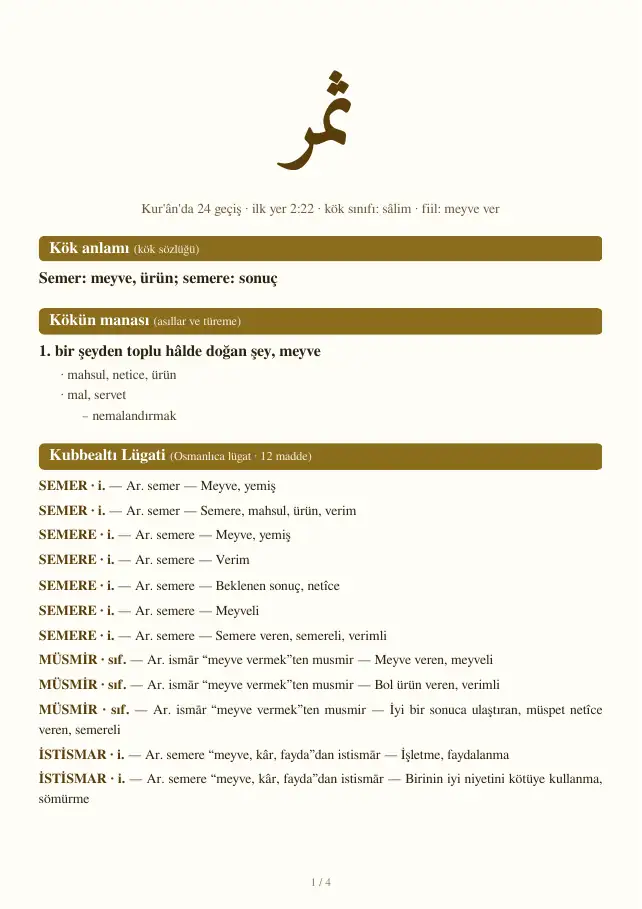 ثمر
Kur'ân'da 24 geçiş · ilk yer 2:22 · kök sınıfı: sâlim · fiil: meyve ver
Kök anlamı (kök sözlüğü)
Semer: meyve, ürün; semere: sonuç
Kökün manası (asıllar ve türeme)
1. bir şeyden toplu hâlde doğan şey, meyve
· mahsul, netice, ürün
· mal, servet
– nemalandırmak
Kubbealtı Lügati (Osmanlıca lügat · 12 madde)
SEMER · i. — Ar. semer — Meyve, yemiş
SEMER · i. — Ar. semer — Semere, mahsul, ürün, verim
SEMERE · i. — Ar. semere — Meyve, yemiş
SEMERE · i. — Ar. semere — Verim
SEMERE · i. — Ar. semere — Beklenen sonuç, netîce
SEMERE · i. — Ar. semere — Meyveli
SEMERE · i. — Ar. semere — Semere veren, semereli, verimli
MÜSMİR · sıf. — Ar. ismār “meyve vermek”ten musmir — Meyve veren, meyveli
MÜSMİR · sıf. — Ar. ismār “meyve vermek”ten musmir — Bol ürün veren, verimli
MÜSMİR · sıf. — Ar. ismār “meyve vermek”ten musmir — İyi bir sonuca ulaştıran, müspet netîce
veren, semereli
İSTİSMAR · i. — Ar. semere “meyve, kâr, fayda”dan istismār — İşletme, faydalanma
İSTİSMAR · i. — Ar. semere “meyve, kâr, fayda”dan istismār — Birinin iyi niyetini kötüye kullanma,
sömürme
1 / 4